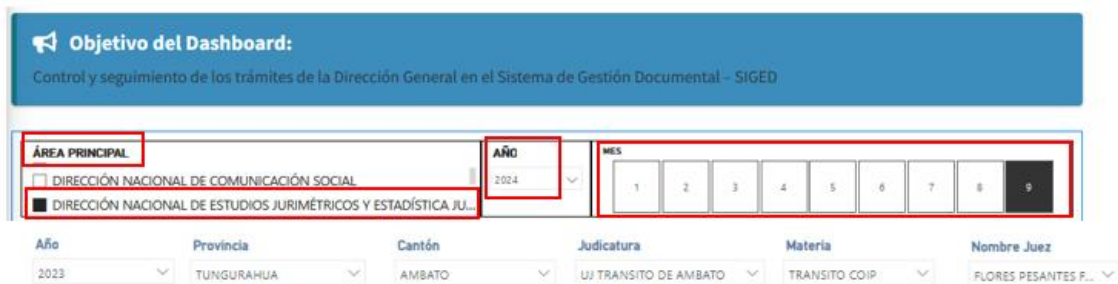 Objetivo del Dashboard:
Control y seguimiento de los trámites de la Dirección General en el Sistema de Gestión Documental – SIGED
ÁREA PRINCIPAL AÑO MES
DIRECCIÓN NACIONAL DE COMUNICACIÓN SOCIAL 2024 1 2 3 4 5 6 7 8 9
DIRECCIÓN NACIONAL DE ESTUDIOS JURIMÉTRICOS Y ESTADÍSTICA JU...
Año Provincia Cantón Judicatura Materia Nombre Juez
2023 TUNGURAHUA AMBATO UJ TRANSITO DE AMBATO TRANSITO COIP FLORES PESANTES F...